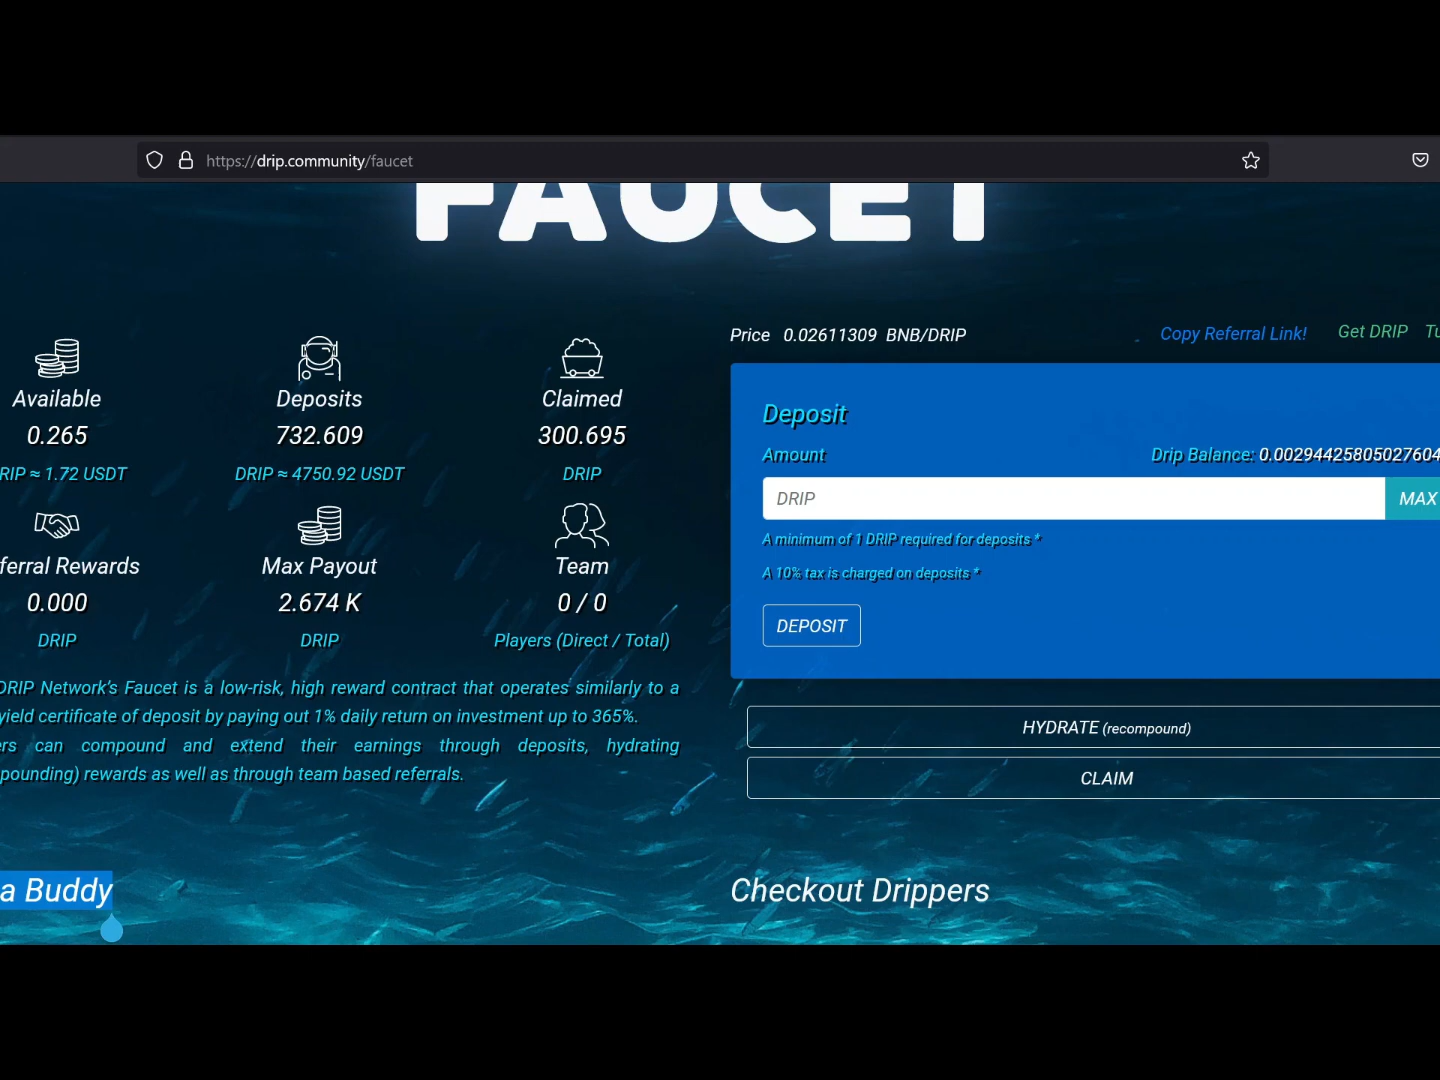 https://drip.community/faucet
FAUCET
Available
0.265
RIP ≈ 1.72 USDT
Deposits
732.609
DRIP ≈ 4750.92 USDT
Claimed
300.695
DRIP
ferral Rewards
0.000
DRIP
Max Payout
2.674 K
DRIP
Team
0 / 0
Players (Direct / Total)
DRIP Network's Faucet is a low-risk, high reward contract that operates similarly to a
yield certificate of deposit by paying out 1% daily return on investment up to 365%.
ers can compound and extend their earnings through deposits, hydrating
pounding) rewards as well as through team based referrals.
Price 0.02611309 BNB/DRIP
Copy Referral Link! Get DRIP Tu
Deposit
Amount
Drip Balance: 0.00294425805027604
DRIP
MAX
A minimum of 1 DRIP required for deposits *
A 10% tax is charged on deposits *
DEPOSIT
HYDRATE (recompound)
CLAIM
a Buddy
Checkout Drippers